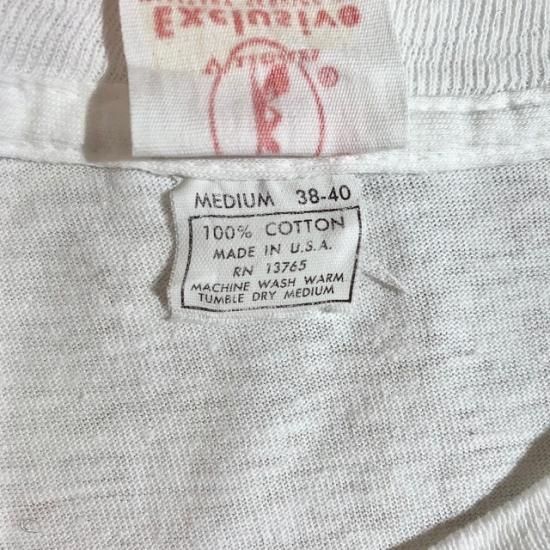 Exclusive
MEDIUM 38-40
100% COTTON
MADE IN U.S.A.
RN 13765
MACHINE WASH WARM
TUMBLE DRY MEDIUM